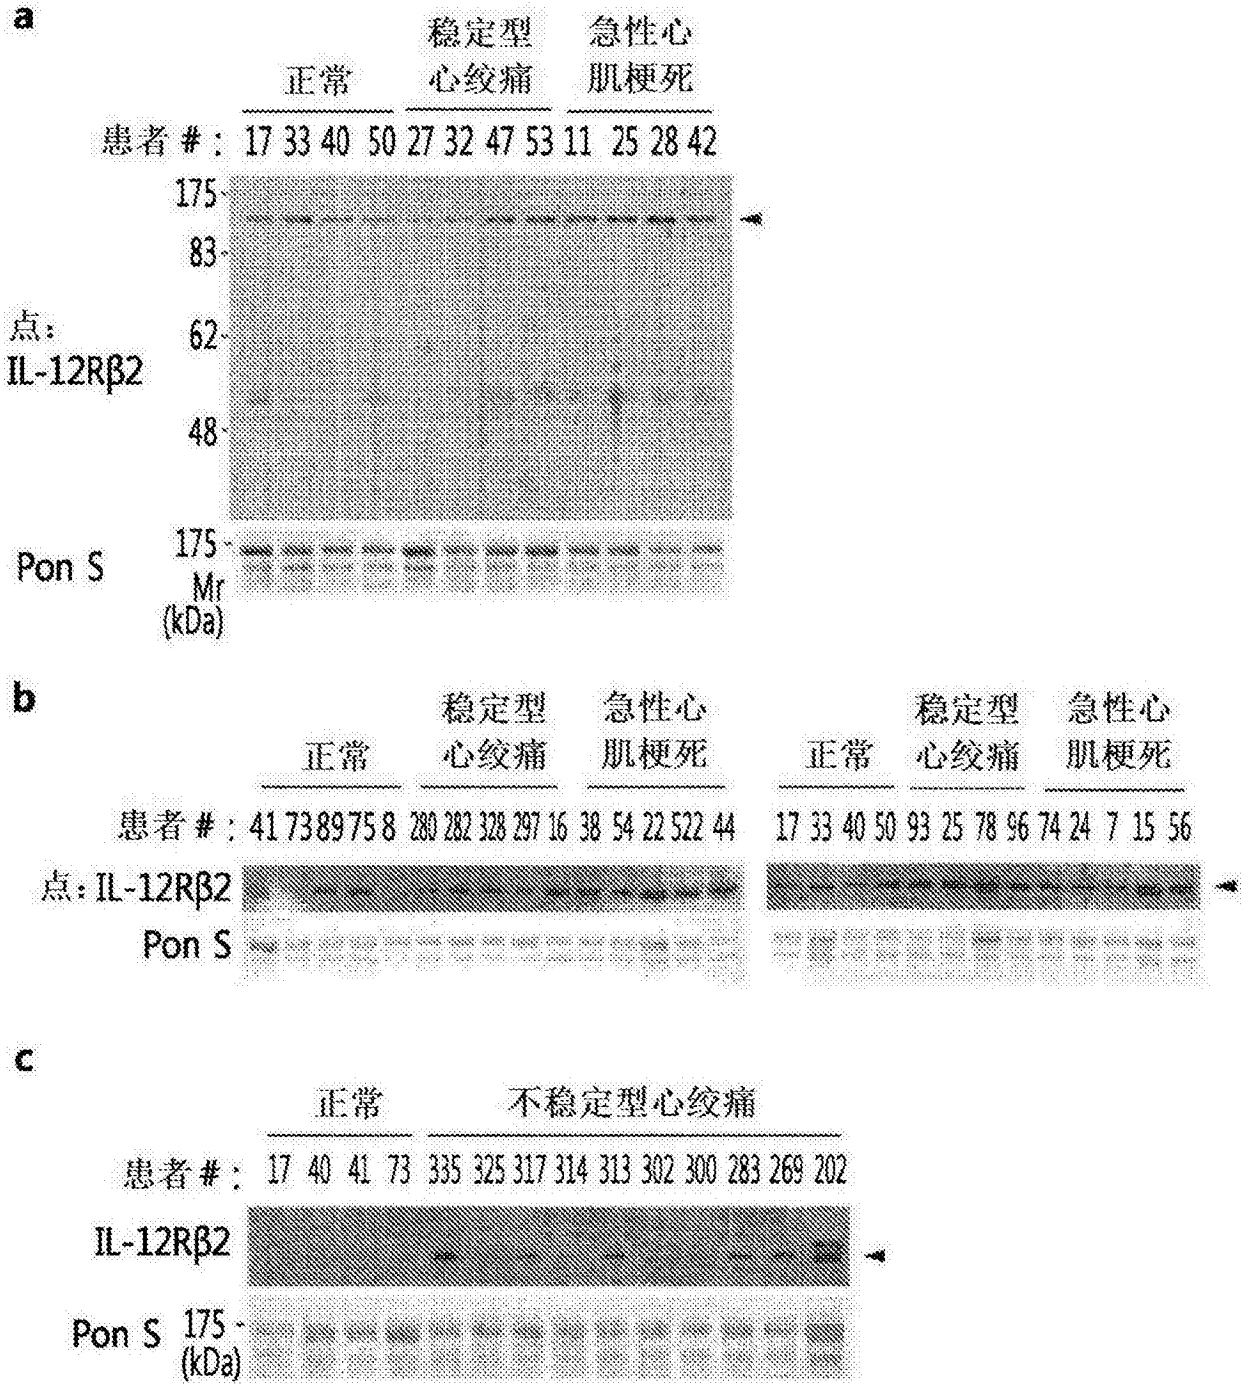 a
稳定型 急性心
正常 心绞痛 肌梗死
患者 #： 17 33 40 50 27 32 47 53 11 25 28 42
175
83
点：
62
IL-12Rβ2
48
175
Pon S
Mr
(kDa)
b
稳定型 急性心 稳定型 急性心
正常 心绞痛 肌梗死 正常 心绞痛 肌梗死
患者 #： 41 73 89 75 8 280 282 328 297 16 38 54 22 522 44 17 33 40 50 93 25 78 96 74 24 7 15 56
点：IL-12Rβ2
Pon S
c
正常 不稳定型心绞痛
患者 #： 17 40 41 73 335 325 317 314 313 302 300 283 269 202
IL-12Rβ2
Pon S 175
(kDa)